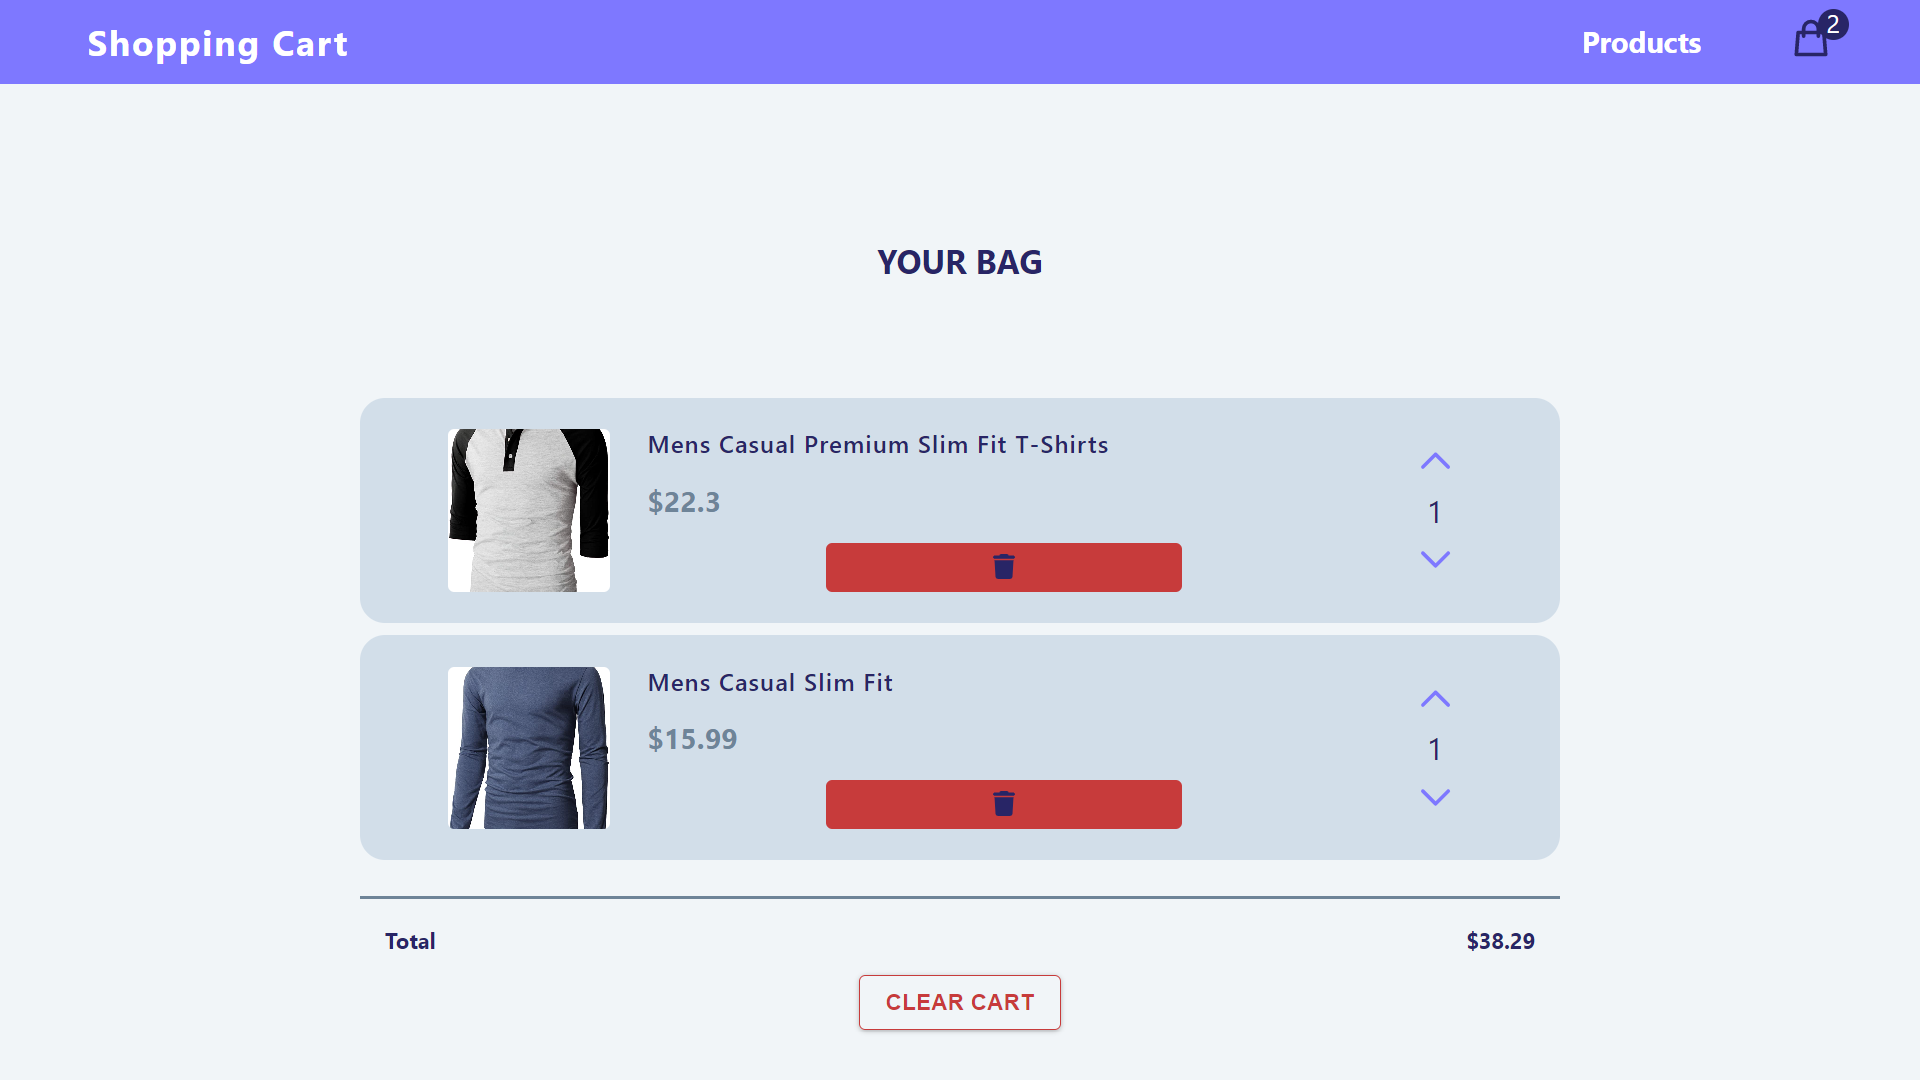 Shopping Cart
Products
2
YOUR BAG
Mens Casual Premium Slim Fit T-Shirts
$22.3
1
Mens Casual Slim Fit
$15.99
1
Total
$38.29
CLEAR CART